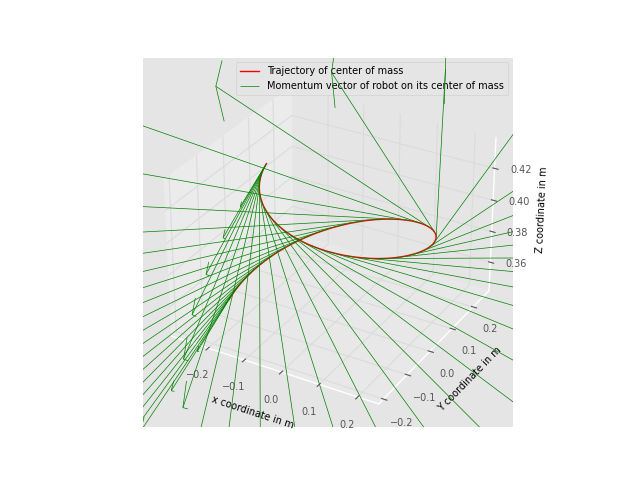 Trajectory of center of mass
Momentum vector of robot on its center of mass
0.42
0.40
0.38
0.36
Z coordinate in m
0.2
0.1
0.0
−0.1
−0.2
Y coordinate in m
−0.2
−0.1
0.0
0.1
0.2
x coordinate in m